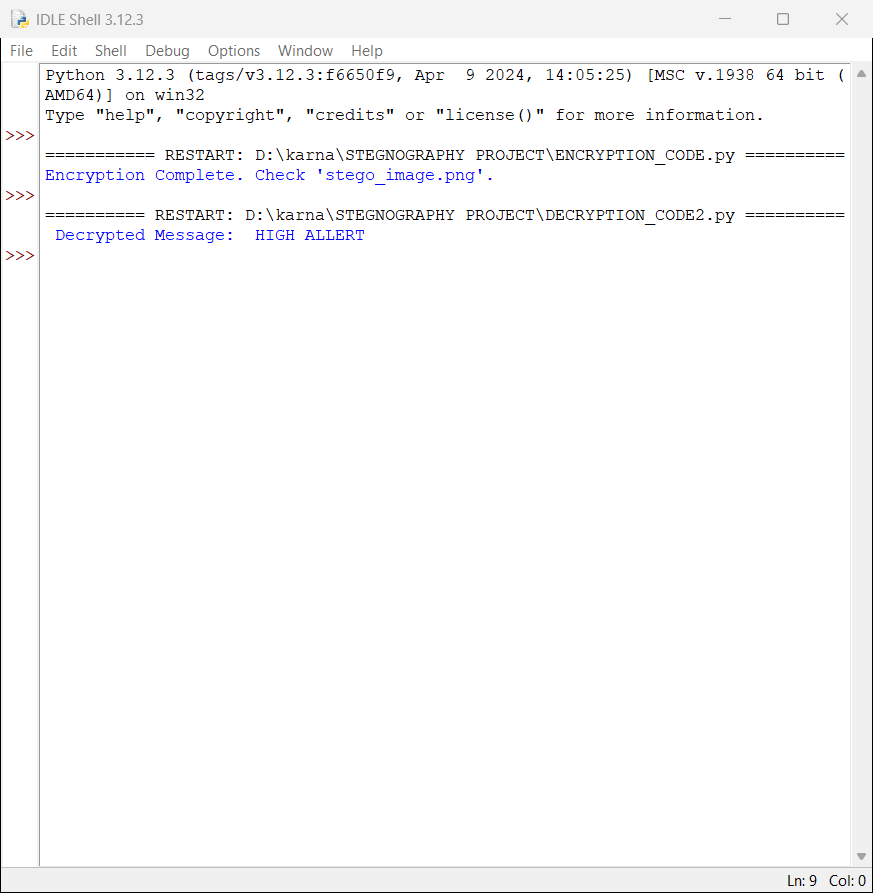 IDLE Shell 3.12.3
File Edit Shell Debug Options Window Help
Python 3.12.3 (tags/v3.12.3:f6650f9, Apr  9 2024, 14:05:25) [MSC v.1938 64 bit (
AMD64)] on win32
Type "help", "copyright", "credits" or "license()" for more information.
>>>
=========== RESTART: D:\karna\STEGNOGRAPHY PROJECT\ENCRYPTION_CODE.py ==========
Encryption Complete. Check 'stego_image.png'.
>>>
========== RESTART: D:\karna\STEGNOGRAPHY PROJECT\DECRYPTION_CODE2.py ==========
 Decrypted Message:  HIGH ALLERT
>>>
Ln: 9 Col: 0